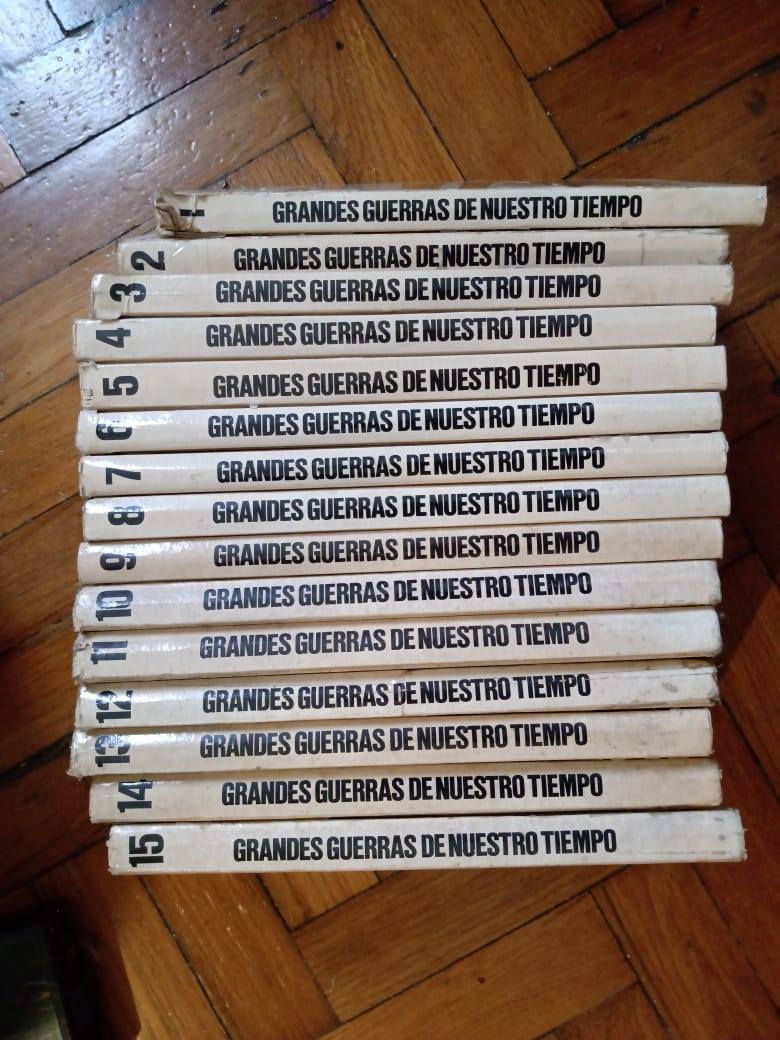 1 GRANDES GUERRAS DE NUESTRO TIEMPO
2 GRANDES GUERRAS DE NUESTRO TIEMPO
3 GRANDES GUERRAS DE NUESTRO TIEMPO
4 GRANDES GUERRAS DE NUESTRO TIEMPO
5 GRANDES GUERRAS DE NUESTRO TIEMPO
6 GRANDES GUERRAS DE NUESTRO TIEMPO
7 GRANDES GUERRAS DE NUESTRO TIEMPO
8 GRANDES GUERRAS DE NUESTRO TIEMPO
9 GRANDES GUERRAS DE NUESTRO TIEMPO
10 GRANDES GUERRAS DE NUESTRO TIEMPO
11 GRANDES GUERRAS DE NUESTRO TIEMPO
12 GRANDES GUERRAS DE NUESTRO TIEMPO
13 GRANDES GUERRAS DE NUESTRO TIEMPO
14 GRANDES GUERRAS DE NUESTRO TIEMPO
15 GRANDES GUERRAS DE NUESTRO TIEMPO